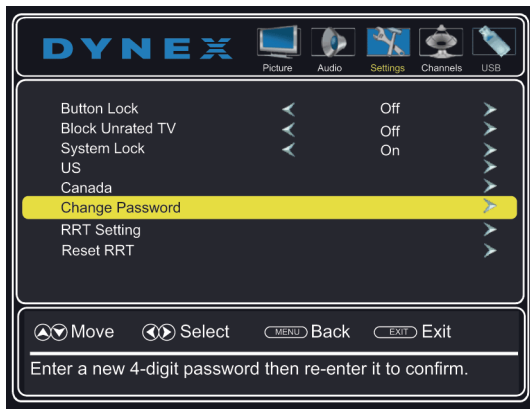 DYNEX
Picture Audio Settings Channels USB
Button Lock Off
Block Unrated TV Off
System Lock On
US
Canada
Change Password
RRT Setting
Reset RRT
Move Select MENU Back EXIT Exit
Enter a new 4-digit password then re-enter it to confirm.